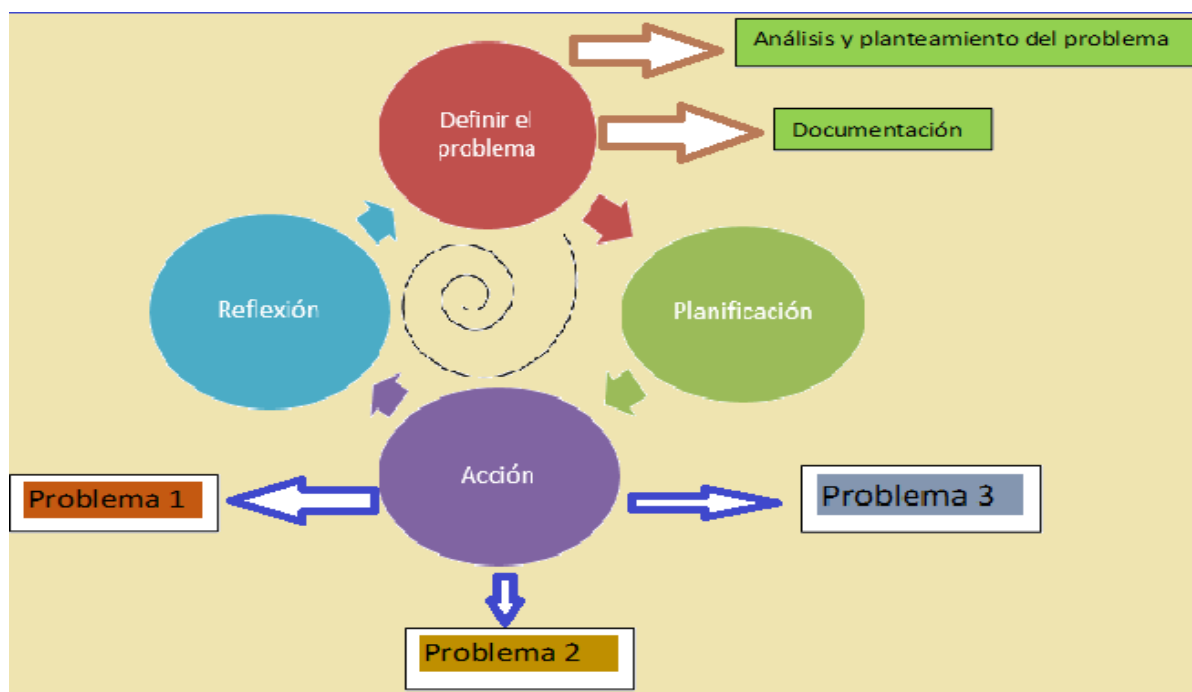 Análisis y planteamiento del problema
Definir el
problema
Documentación
Reflexión
Planificación
Acción
Problema 1
Problema 3
Problema 2